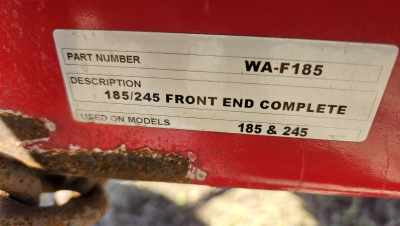 PART NUMBER WA-F185
DESCRIPTION
185/245 FRONT END COMPLETE
USED ON MODELS 185 & 245